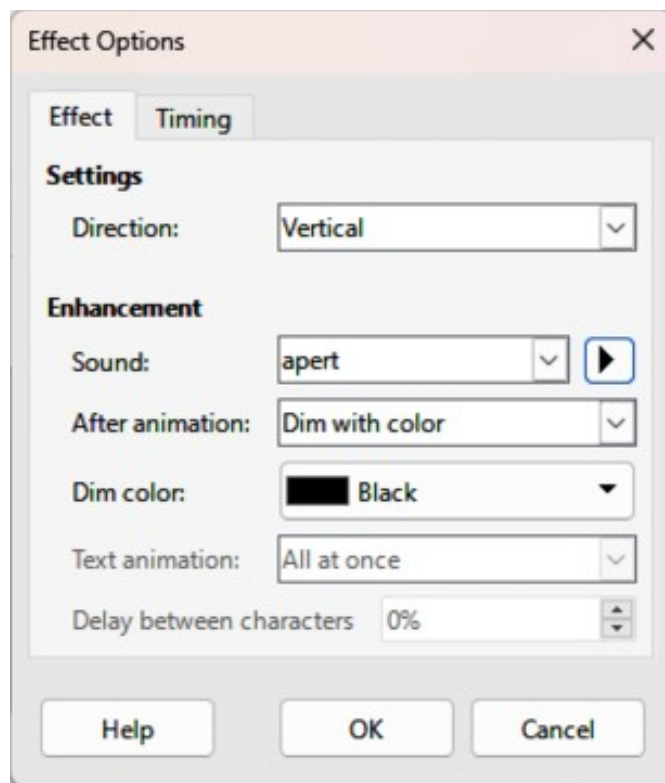 Effect Options
Effect Timing
Settings
Direction: Vertical
Enhancement
Sound: apert
After animation: Dim with color
Dim color: Black
Text animation: All at once
Delay between characters 0%
Help OK Cancel